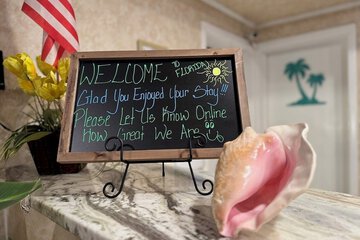 WELCOME TO FLORIDA
Glad You Enjoyed Your Stay!!!
Please Let Us Know Online
How Great We Are